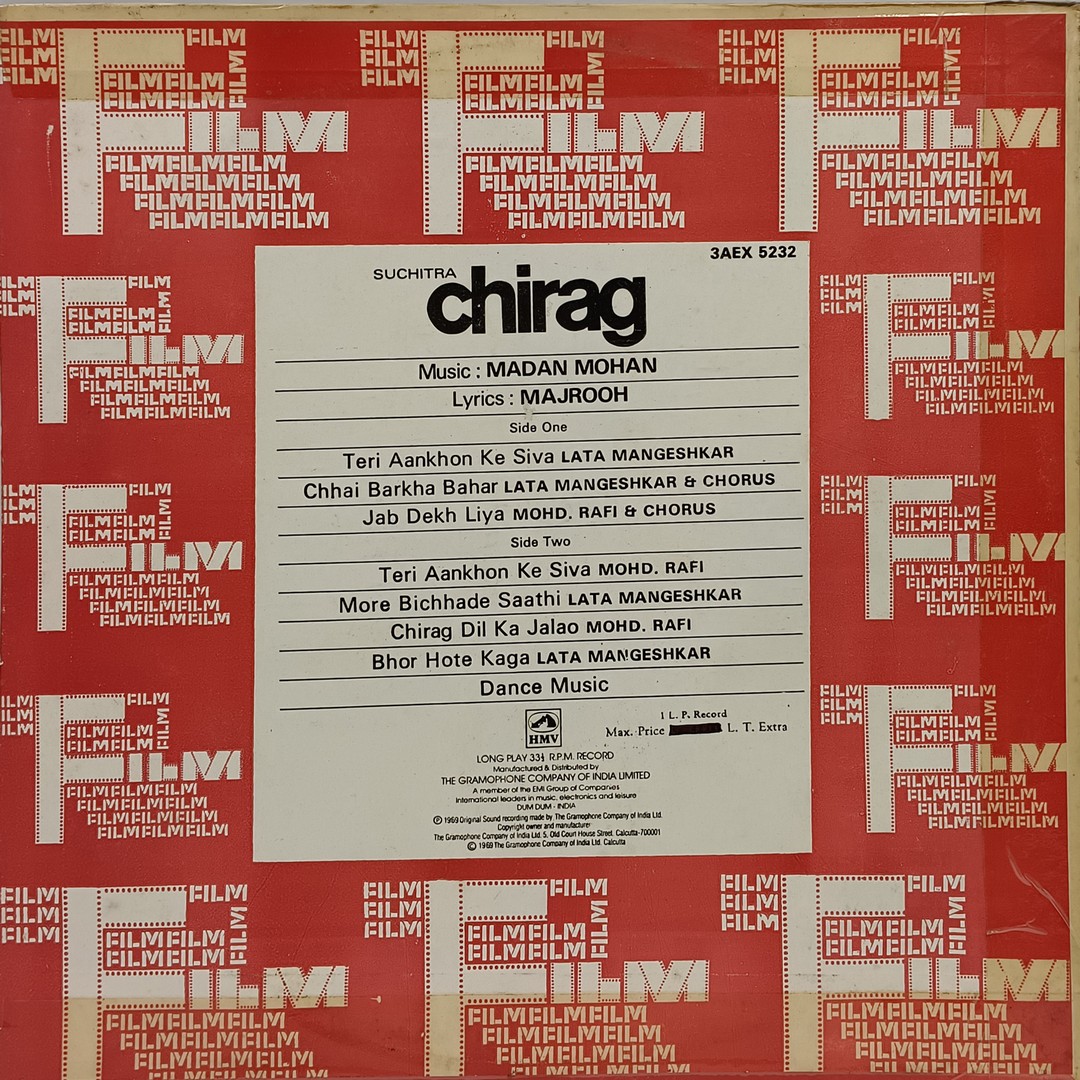 FILM FILM
FILM FILM
FILM FILMFILM
FILMFILM
FILM
FILMFILMFILM
FILMFILMFILM
FILMFILMFILM
FILMFILMFILM
3AEX 5232
SUCHITRA
chirag
Music : MADAN MOHAN
Lyrics : MAJROOH
Side One
Teri Aankhon Ke Siva LATA MANGESHKAR
Chhai Barkha Bahar LATA MANGESHKAR & CHORUS
Jab Dekh Liya MOHD. RAFI & CHORUS
Side Two
Teri Aankhon Ke Siva MOHD. RAFI
More Bichhade Saathi LATA MANGESHKAR
Chirag Dil Ka Jalao MOHD. RAFI
Bhor Hote Kaga LATA MANGESHKAR
Dance Music
HMV
1 L. P. Record
Max. Price L. T. Extra
LONG PLAY 33⅓ R.P.M. RECORD
Manufactured & Distributed by
THE GRAMOPHONE COMPANY OF INDIA LIMITED
A member of the EMI Group of Companies
International leaders in music, electronics and leisure
DUM DUM - INDIA
℗ 1969 Original Sound recording made by The Gramophone Company of India Ltd.
Copyright owner and manufacturer
The Gramophone Company of India Ltd. 5, Old Court House Street. Calcutta-700001
© 1969 The Gramophone Company of India Ltd. Calcutta